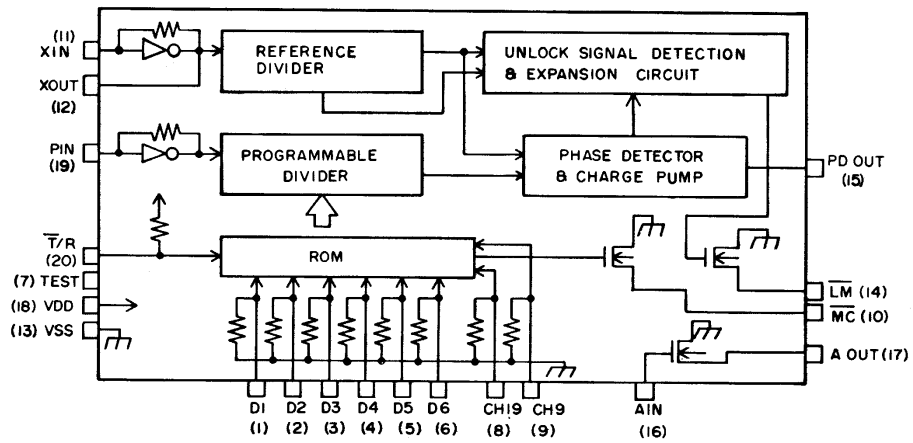 (11)
XIN
XOUT
(12)
REFERENCE
DIVIDER
UNLOCK SIGNAL DETECTION
& EXPANSION CIRCUIT
PIN
(19)
PROGRAMMABLE
DIVIDER
PHASE DETECTOR
& CHARGE PUMP
PD OUT
(15)
T̅/R
(20)
ROM
(7) TEST
(18) VDD
(13) VSS
L̅M̅ (14)
M̅C̅ (10)
A OUT (17)
D1 D2 D3 D4 D5 D6 CH19 CH9 AIN
(1) (2) (3) (4) (5) (6) (8) (9) (16)